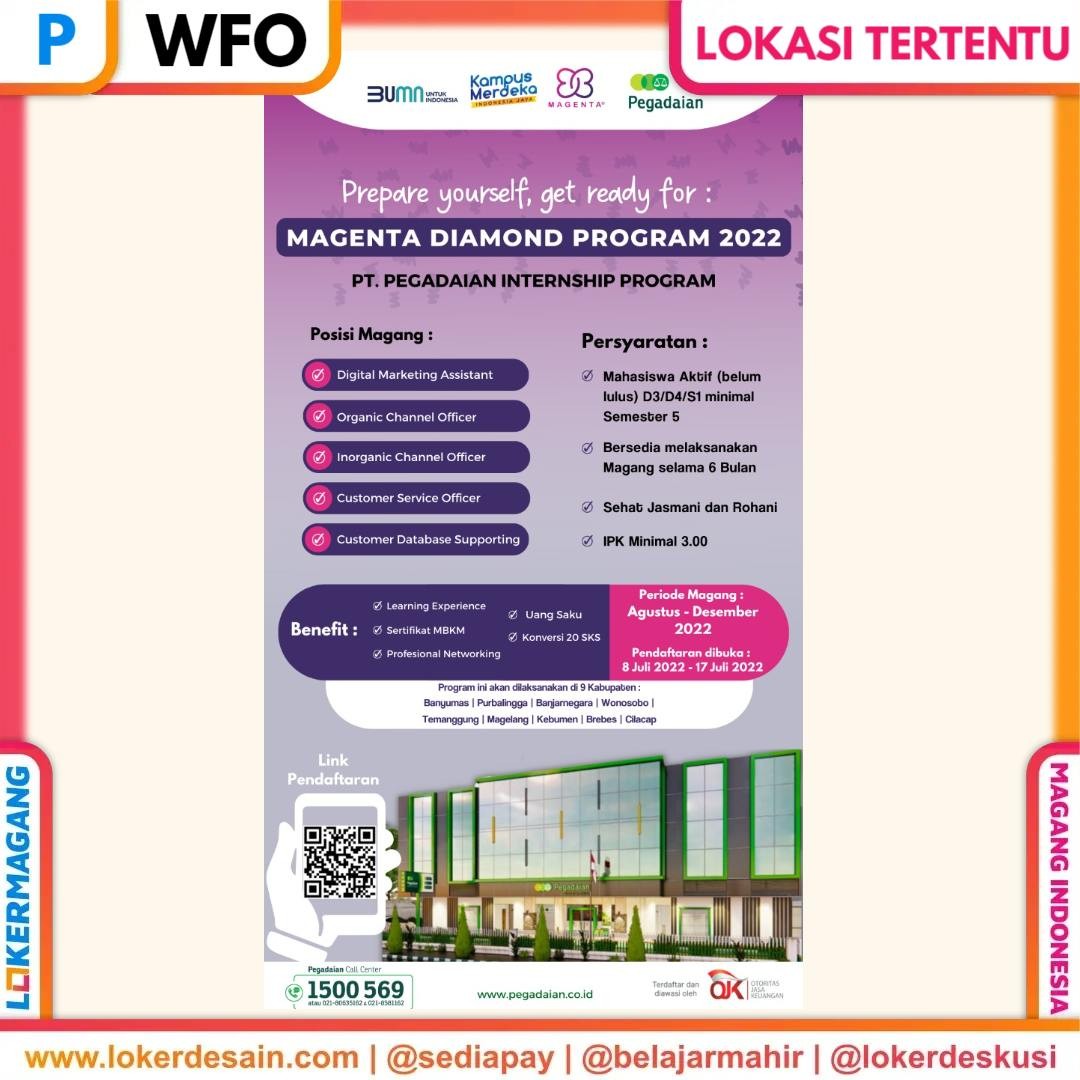 P
WFO
LOKASI TERTENTU
BUMN UNTUK INDONESIA
Kampus Merdeka INDONESIA JAYA
MAGENTA
Pegadaian
Prepare yourself, get ready for :
MAGENTA DIAMOND PROGRAM 2022
PT. PEGADAIAN INTERNSHIP PROGRAM
Posisi Magang :
Digital Marketing Assistant
Organic Channel Officer
Inorganic Channel Officer
Customer Service Officer
Customer Database Supporting
Persyaratan :
Mahasiswa Aktif (belum
lulus) D3/D4/S1 minimal
Semester 5
Bersedia melaksanakan
Magang selama 6 Bulan
Sehat Jasmani dan Rohani
IPK Minimal 3.00
Benefit :
Learning Experience
Sertifikat MBKM
Profesional Networking
Uang Saku
Konversi 20 SKS
Periode Magang :
Agustus - Desember
2022
Pendaftaran dibuka :
8 Juli 2022 - 17 Juli 2022
Program ini akan dilaksanakan di 9 Kabupaten :
Banyumas | Purbalingga | Banjarnegara | Wonosobo |
Temanggung | Magelang | Kebumen | Brebes | Cilacap
Link
Pendaftaran
Pegadaian
Pegadaian
Pegadaian Call Center
1500 569
atau 021-80635162 & 021-8581162
www.pegadaian.co.id
Terdaftar dan
diawasi oleh
OJK
OTORITAS
JASA
KEUANGAN
LOKERMAGANG
MAGANG INDONESIA
www.lokerdesain.com | @sediapay | @belajarmahir | @lokerdeskusi